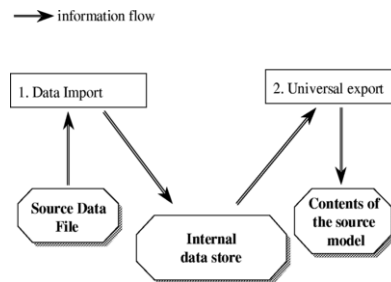 information flow
1. Data Import
2. Universal export
Source Data
File
Internal
data store
Contents of
the source
model